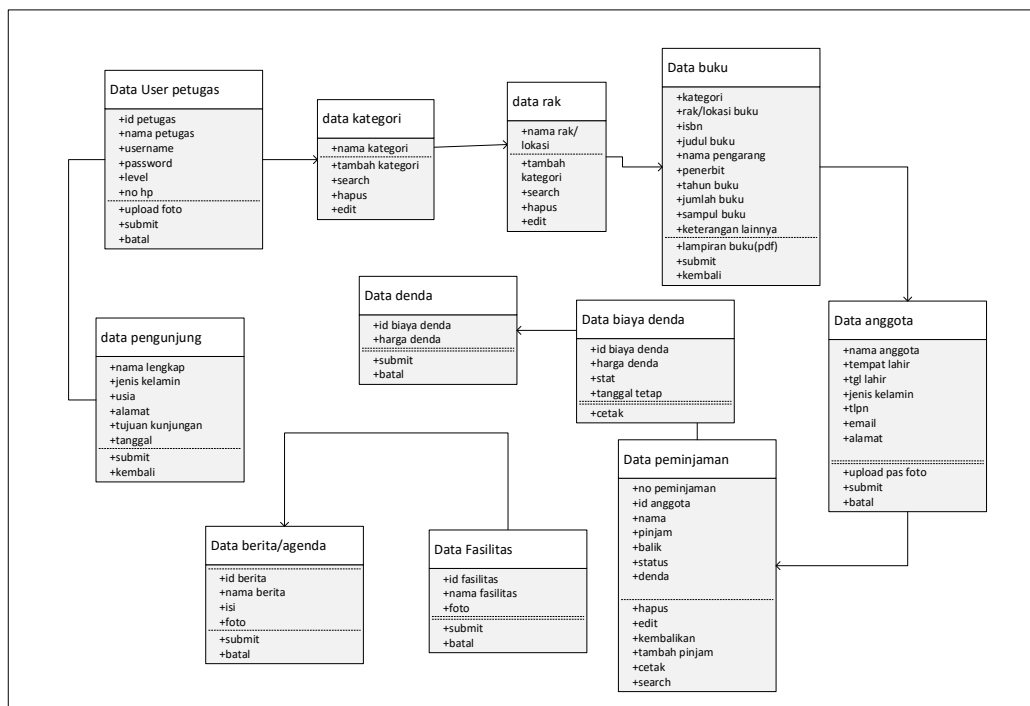 Data User petugas
+id petugas
+nama petugas
+username
+password
+level
+no hp
+upload foto
+submit
+batal
data kategori
+nama kategori
+tambah kategori
+search
+hapus
+edit
data rak
+nama rak/
lokasi
+tambah
kategori
+search
+hapus
+edit
Data buku
+kategori
+rak/lokasi buku
+isbn
+judul buku
+nama pengarang
+penerbit
+tahun buku
+jumlah buku
+sampul buku
+keterangan lainnya
+lampiran buku(pdf)
+submit
+kembali
data pengunjung
+nama lengkap
+jenis kelamin
+usia
+alamat
+tujuan kunjungan
+tanggal
+submit
+kembali
Data denda
+id biaya denda
+harga denda
+submit
+batal
Data biaya denda
+id biaya denda
+harga denda
+stat
+tanggal tetap
+cetak
Data anggota
+nama anggota
+tempat lahir
+tgl lahir
+jenis kelamin
+tlpn
+email
+alamat
+upload pas foto
+submit
+batal
Data berita/agenda
+id berita
+nama berita
+isi
+foto
+submit
+batal
Data Fasilitas
+id fasilitas
+nama fasilitas
+foto
+submit
+batal
Data peminjaman
+no peminjaman
+id anggota
+nama
+pinjam
+balik
+status
+denda
+hapus
+edit
+kembalikan
+tambah pinjam
+cetak
+search